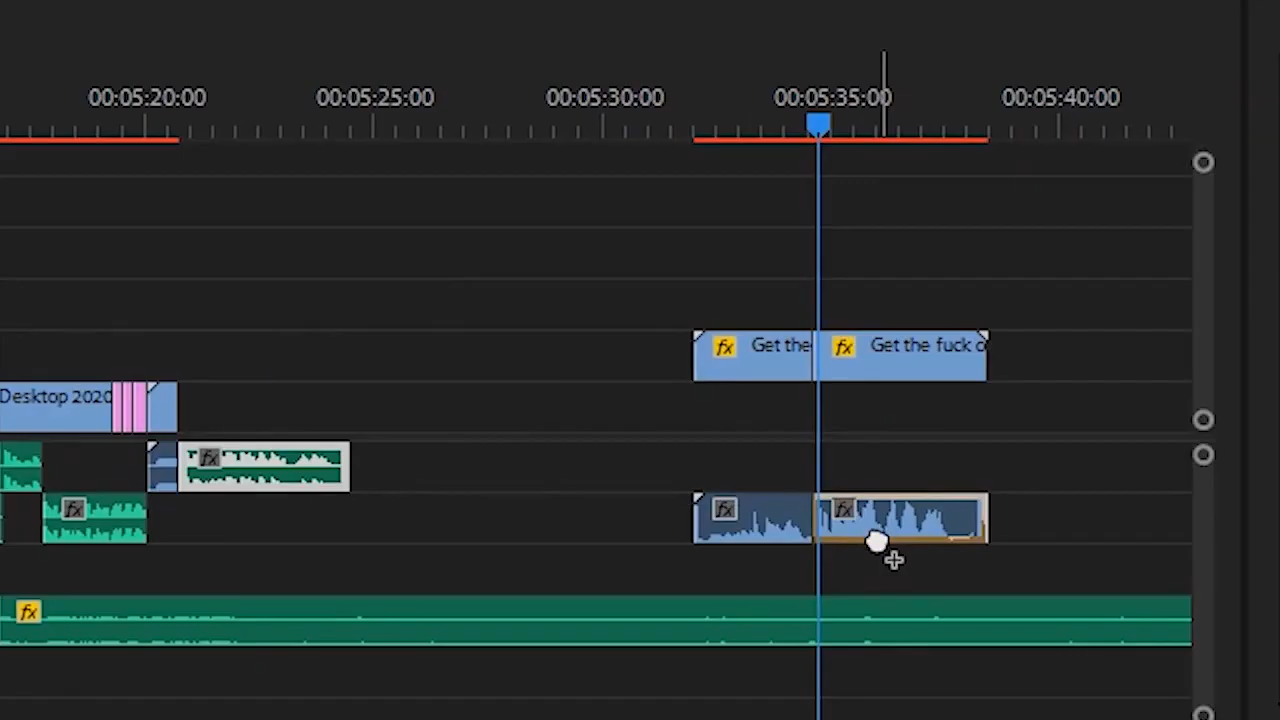 00:05:20:00 00:05:25:00 00:05:30:00 00:05:35:00 00:05:40:00
fx Get the fx Get the fuck o
Desktop 2020
fx
fx fx fx
fx